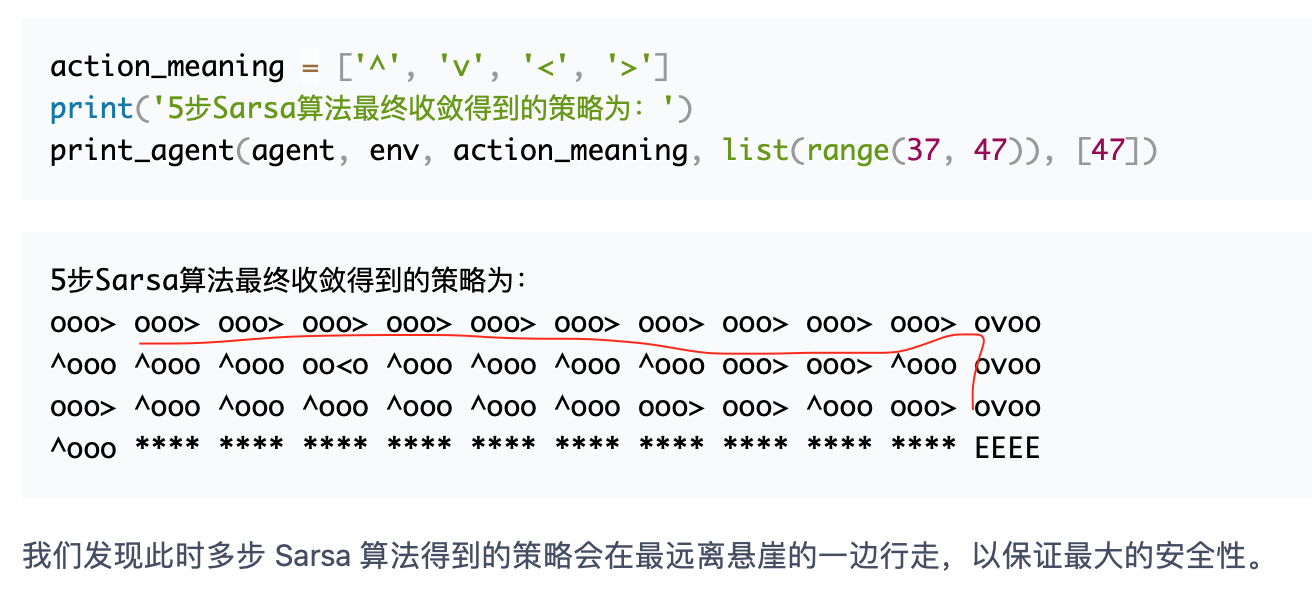 action_meaning = ['^', 'v', '<', '>']
print('5步Sarsa算法最终收敛得到的策略为：')
print_agent(agent, env, action_meaning, list(range(37, 47)), [47])
5步Sarsa算法最终收敛得到的策略为：
ooo> ooo> ooo> ooo> ooo> ooo> ooo> ooo> ooo> ooo> ooo> ovoo
^ooo ^ooo ^ooo oo<o ^ooo ^ooo ^ooo ^ooo ooo> ooo> ^ooo ovoo
ooo> ^ooo ^ooo ^ooo ^ooo ^ooo ^ooo ooo> ooo> ^ooo ooo> ovoo
^ooo **** **** **** **** **** **** **** **** **** **** EEEE
我们发现此时多步 Sarsa 算法得到的策略会在最远离悬崖的一边行走，以保证最大的安全性。